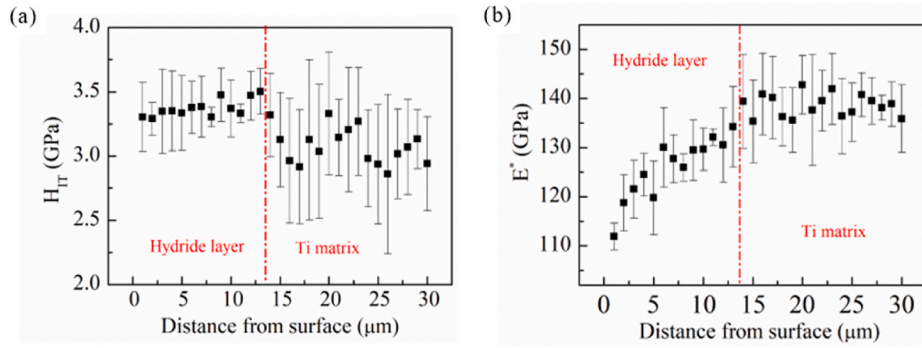 (a)
4.0
3.5
3.0
2.5
2.0
H_IT (GPa)
Hydride layer
Ti matrix
0 5 10 15 20 25 30
Distance from surface (μm)
(b)
150
140
130
120
110
E* (GPa)
Hydride layer
Ti matrix
0 5 10 15 20 25 30
Distance from surface (μm)